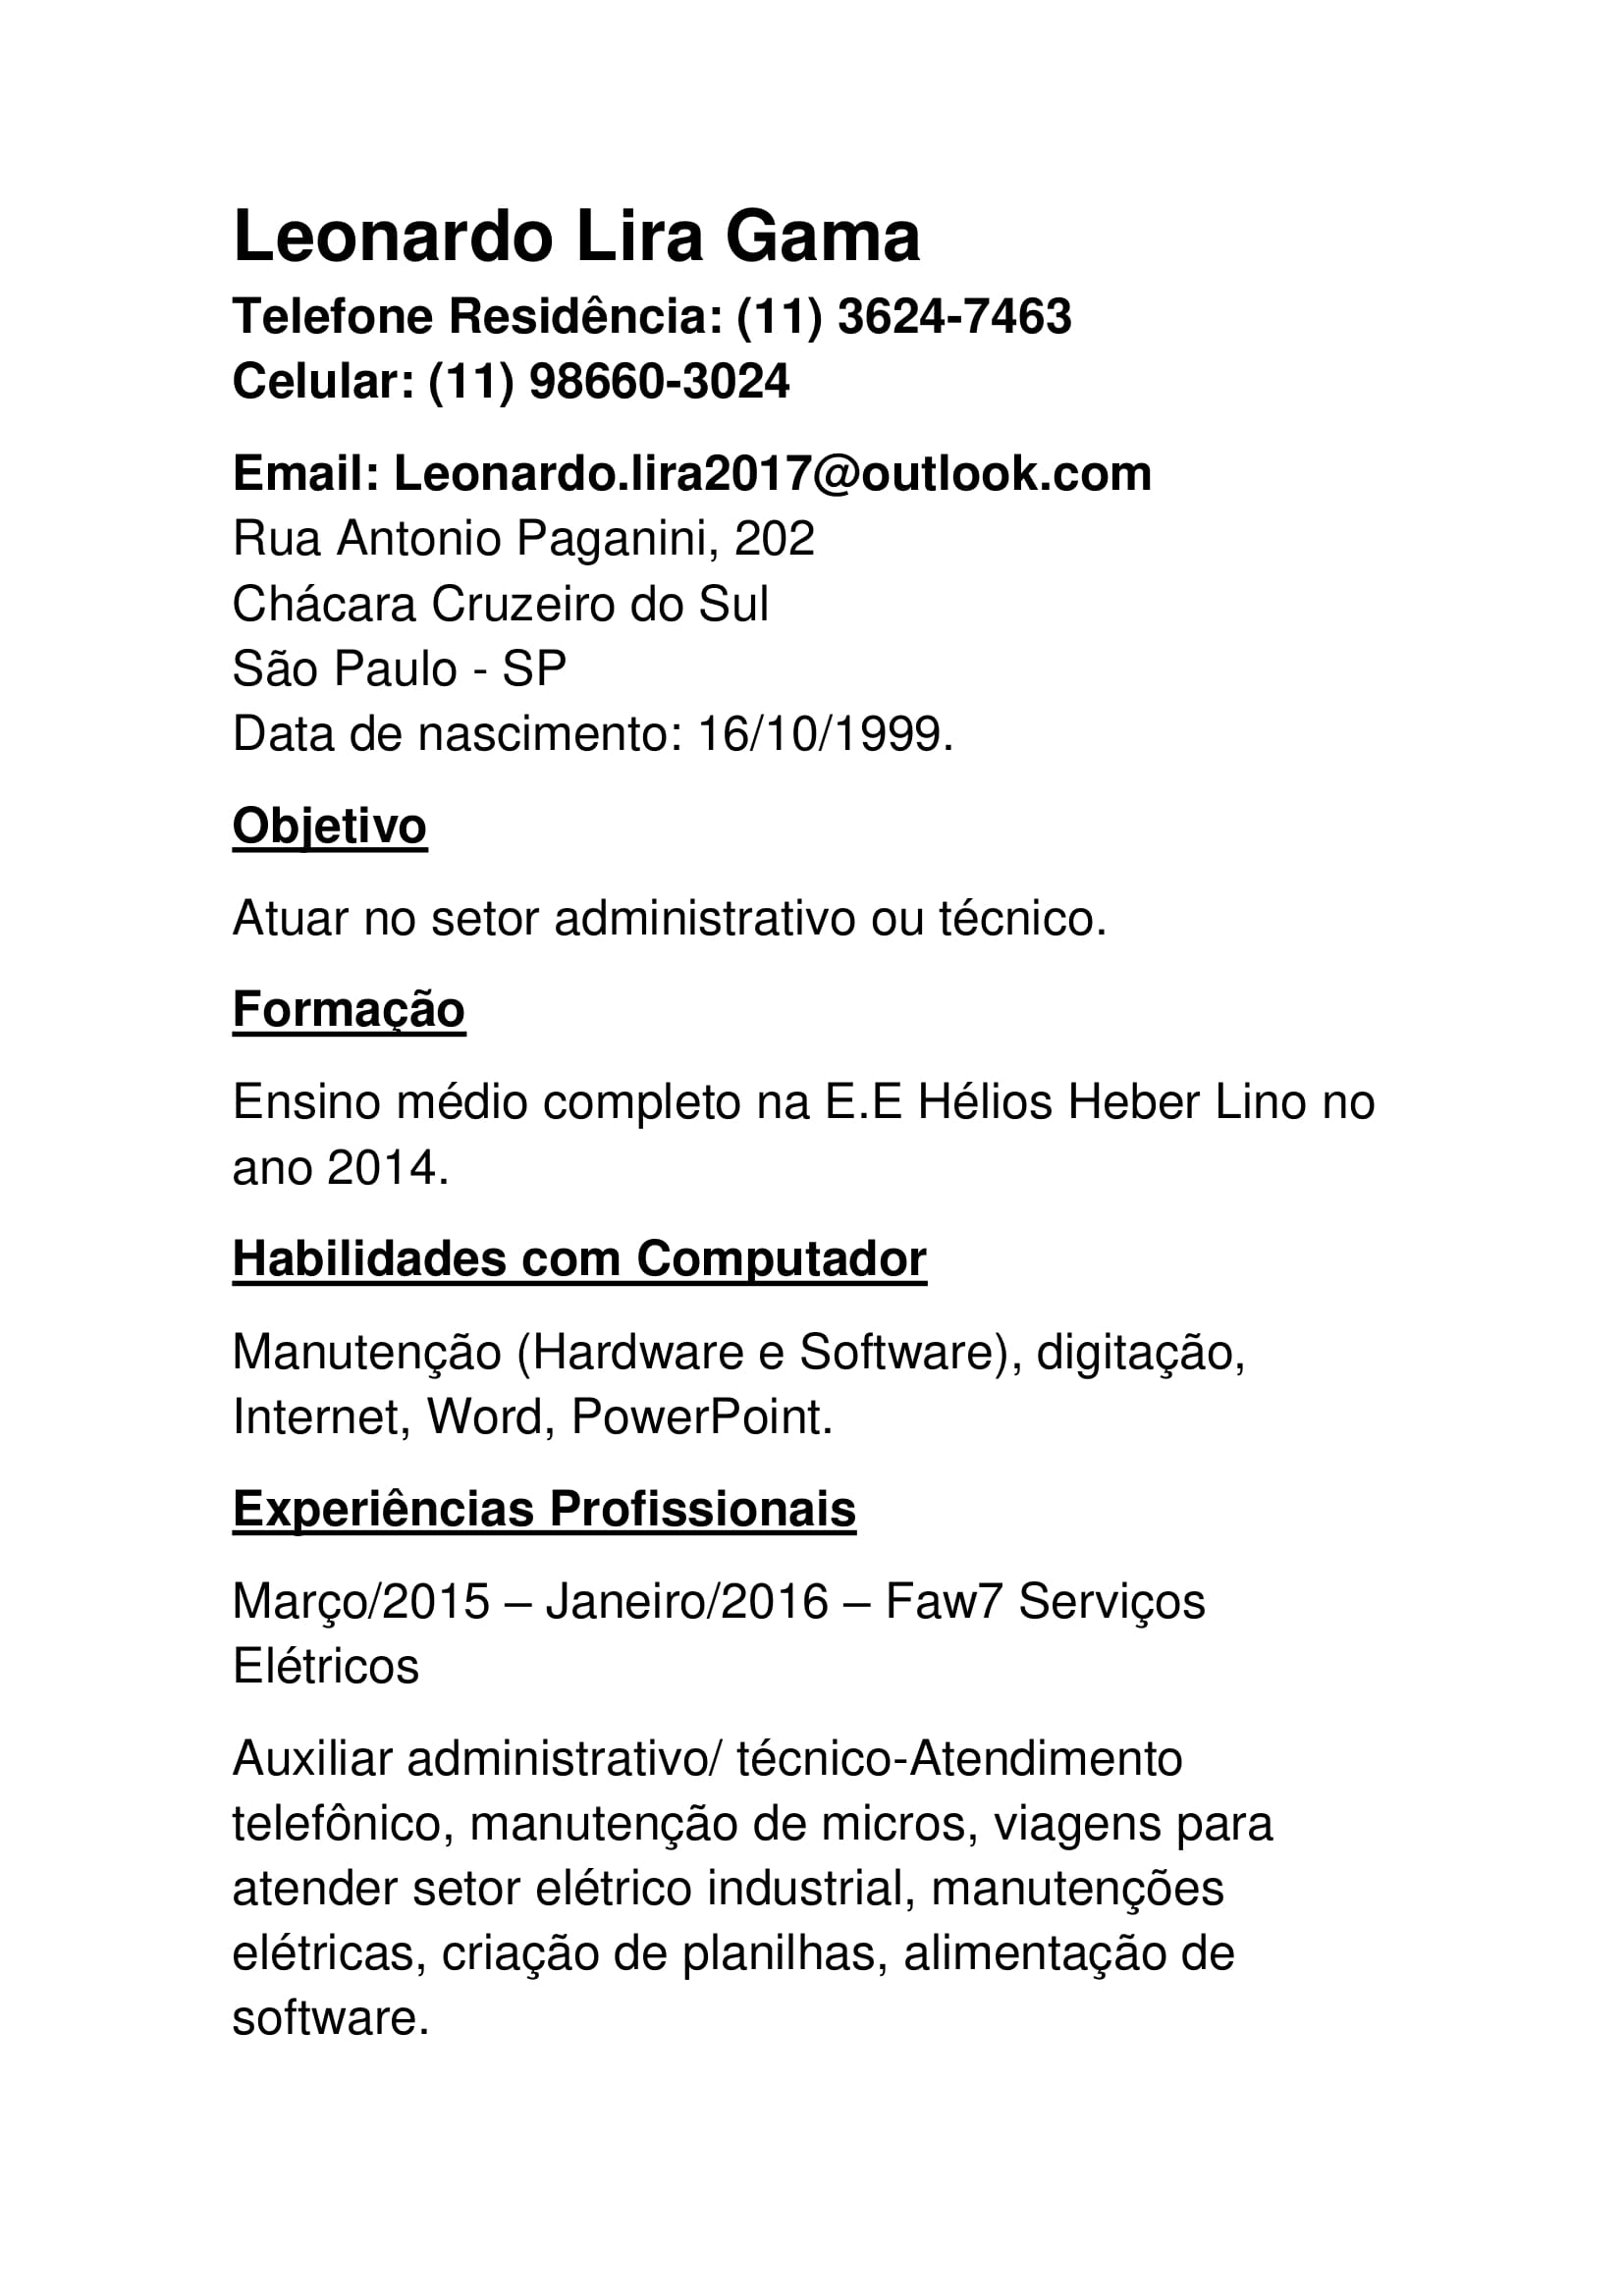 Leonardo Lira Gama
Telefone Residência: (11) 3624-7463
Celular: (11) 98660-3024
Email: Leonardo.lira2017@outlook.com
Rua Antonio Paganini, 202
Chácara Cruzeiro do Sul
São Paulo - SP
Data de nascimento: 16/10/1999.
Objetivo
Atuar no setor administrativo ou técnico.
Formação
Ensino médio completo na E.E Hélios Heber Lino no
ano 2014.
Habilidades com Computador
Manutenção (Hardware e Software), digitação,
Internet, Word, PowerPoint.
Experiências Profissionais
Março/2015 – Janeiro/2016 – Faw7 Serviços
Elétricos
Auxiliar administrativo/ técnico-Atendimento
telefônico, manutenção de micros, viagens para
atender setor elétrico industrial, manutenções
elétricas, criação de planilhas, alimentação de
software.